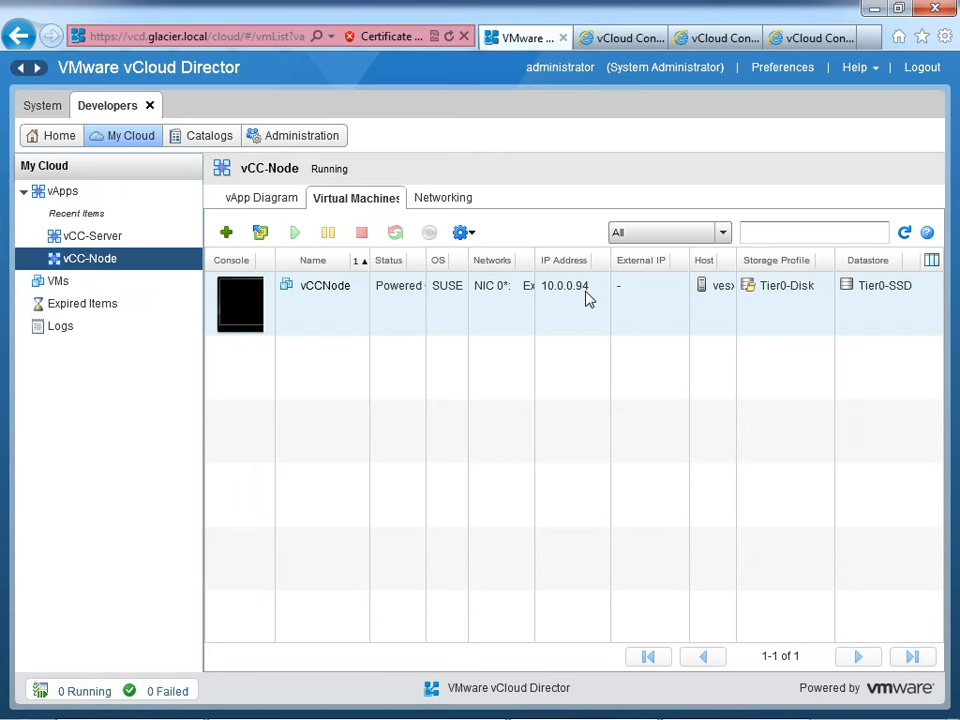 https://vcd.glacier.local/cloud/#/vmList?va
Certificate ...
VMware ...
vCloud Con...
vCloud Con...
vCloud Con...
VMware vCloud Director
administrator (System Administrator) | Preferences | Help | Logout
System
Developers
Home
My Cloud
Catalogs
Administration
My Cloud
vApps
Recent Items
vCC-Server
vCC-Node
VMs
Expired Items
Logs
vCC-Node Running
vApp Diagram
Virtual Machines
Networking
All
Console Name 1 ▲ Status OS Networks IP Address External IP Host Storage Profile Datastore
vCCNode Powered SUSE NIC 0*: Ex 10.0.0.94 - vesx Tier0-Disk Tier0-SSD
1-1 of 1
0 Running 0 Failed
VMware vCloud Director
Powered by vmware